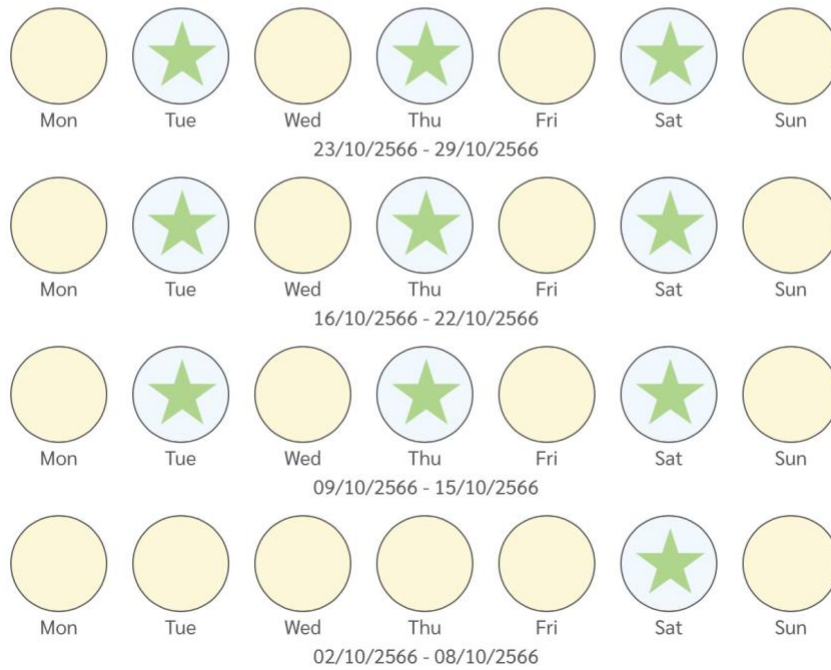 Mon Tue Wed Thu Fri Sat Sun
23/10/2566 - 29/10/2566
Mon Tue Wed Thu Fri Sat Sun
16/10/2566 - 22/10/2566
Mon Tue Wed Thu Fri Sat Sun
09/10/2566 - 15/10/2566
Mon Tue Wed Thu Fri Sat Sun
02/10/2566 - 08/10/2566